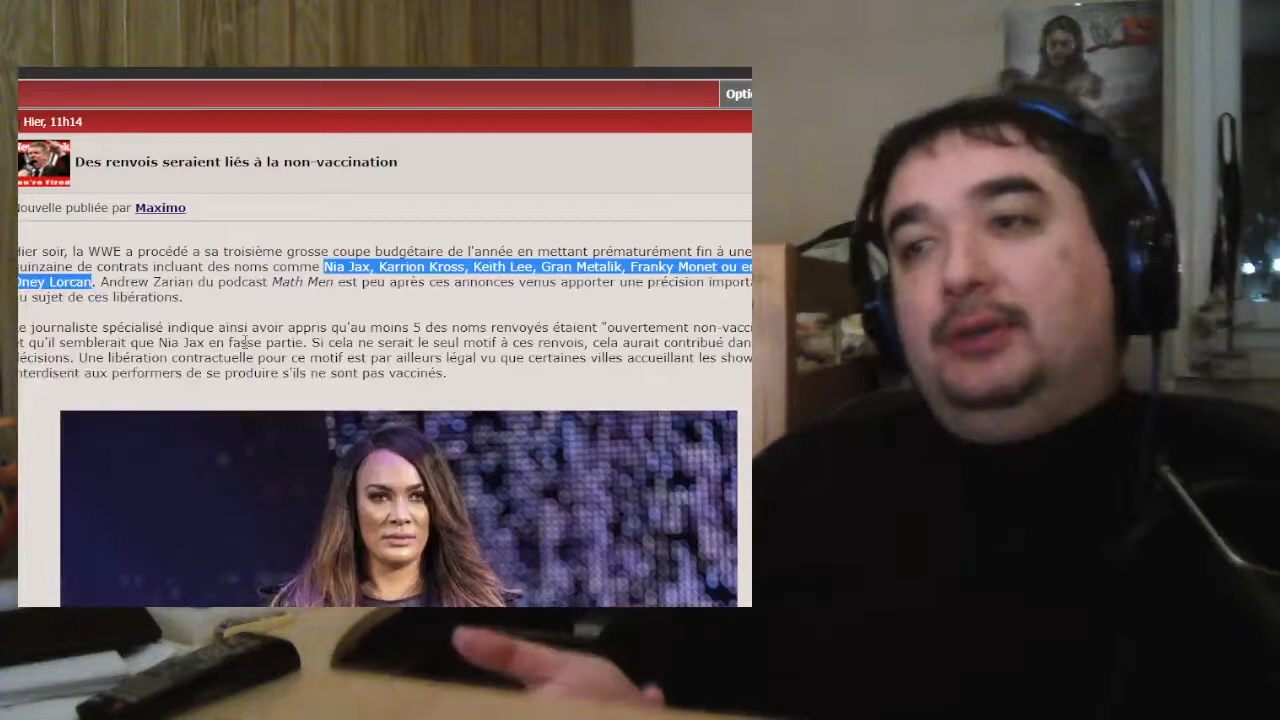 Opti
Hier, 11h14
Des renvois seraient liés à la non-vaccination
ouvelle publiée par Maximo
Hier soir, la WWE a procédé a sa troisième grosse coupe budgétaire de l'année en mettant prématurément fin à une
uinzaine de contrats incluant des noms comme Nia Jax, Karrion Kross, Keith Lee, Gran Metalik, Franky Monet ou en
Oney Lorcan, Andrew Zarian du podcast Math Men est peu après ces annonces venus apporter une précision importa
u sujet de ces libérations.
e journaliste spécialisé indique ainsi avoir appris qu'au moins 5 des noms renvoyés étaient "ouvertement non-vacci
t qu'il semblerait que Nia Jax en fasse partie. Si cela ne serait le seul motif à ces renvois, cela aurait contribué dan
écisions. Une libération contractuelle pour ce motif est par ailleurs légal vu que certaines villes accueillant les show
nterdisent aux performers de se produire s'ils ne sont pas vaccinés.